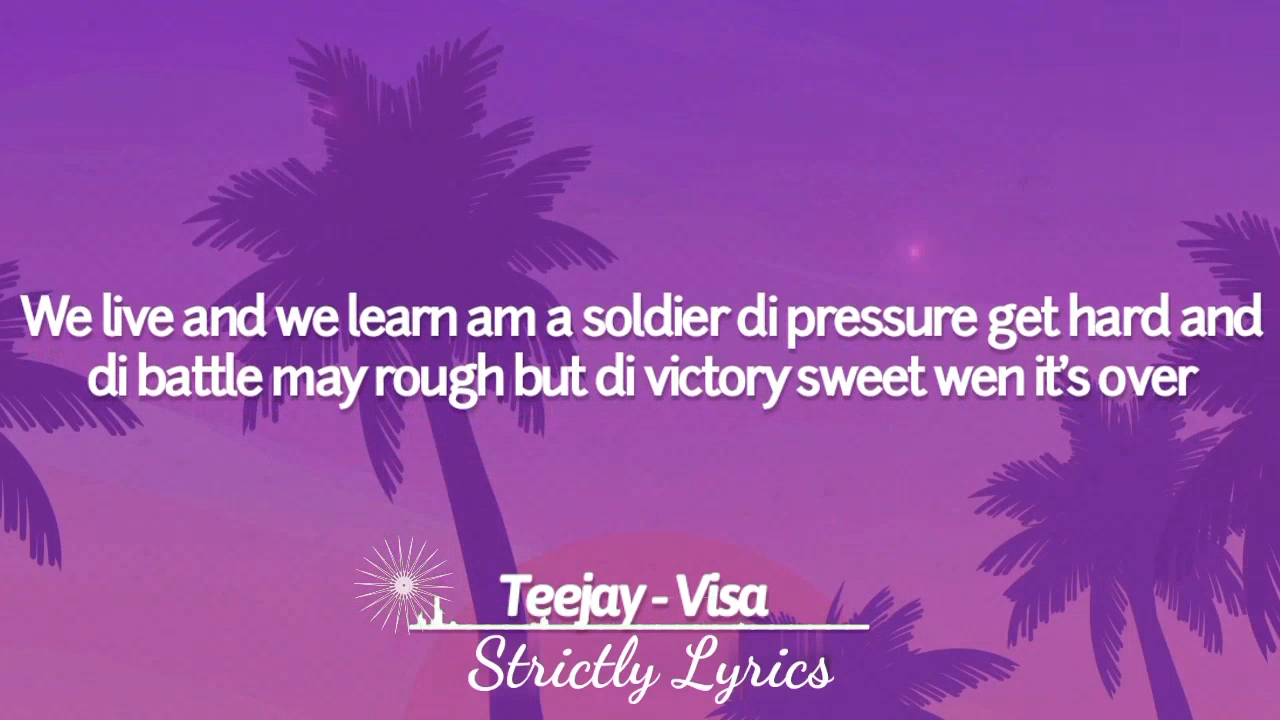 We live and we learn am a soldier di pressure get hard and
di battle may rough but di victory sweet wen it’s over
Teejay - Visa
Strictly Lyrics